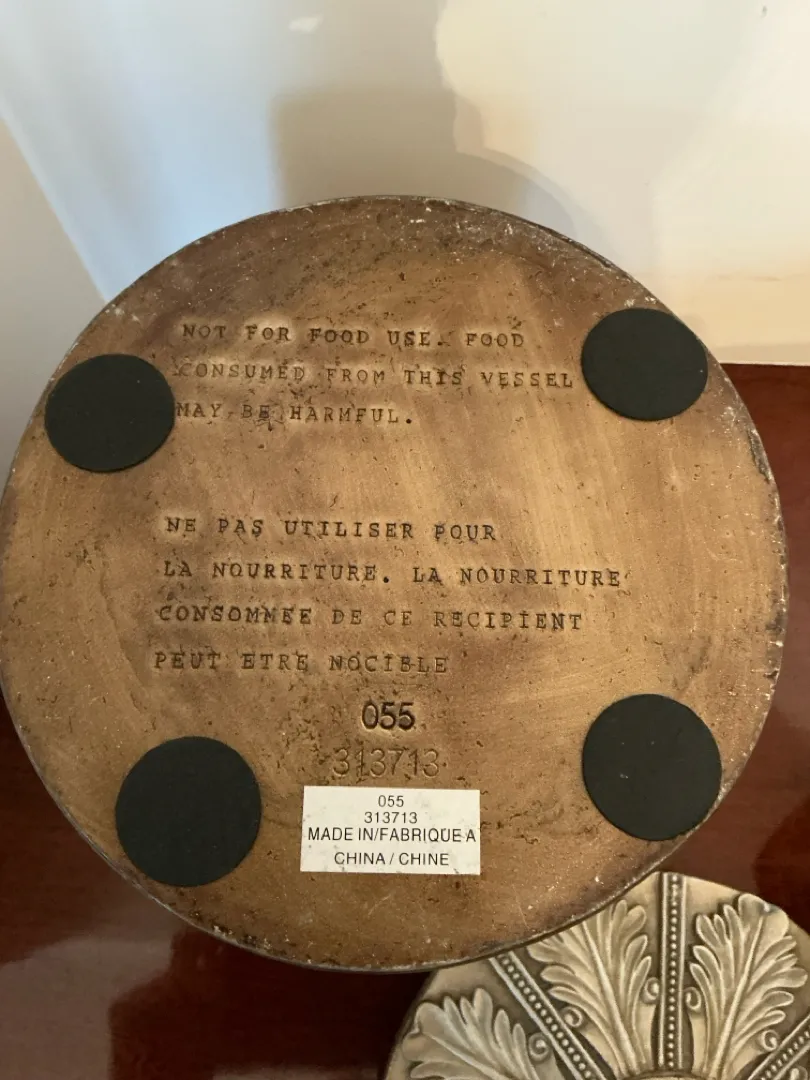 NOT FOR FOOD USE. FOOD
CONSUMED FROM THIS VESSEL
MAY BE HARMFUL.
NE PAS UTILISER POUR
LA NOURRITURE. LA NOURRITURE
CONSOMMEE DE CE RECIPIENT
PEUT ETRE NOCIBLE
055
313713
055
313713
MADE IN/FABRIQUE A
CHINA / CHINE